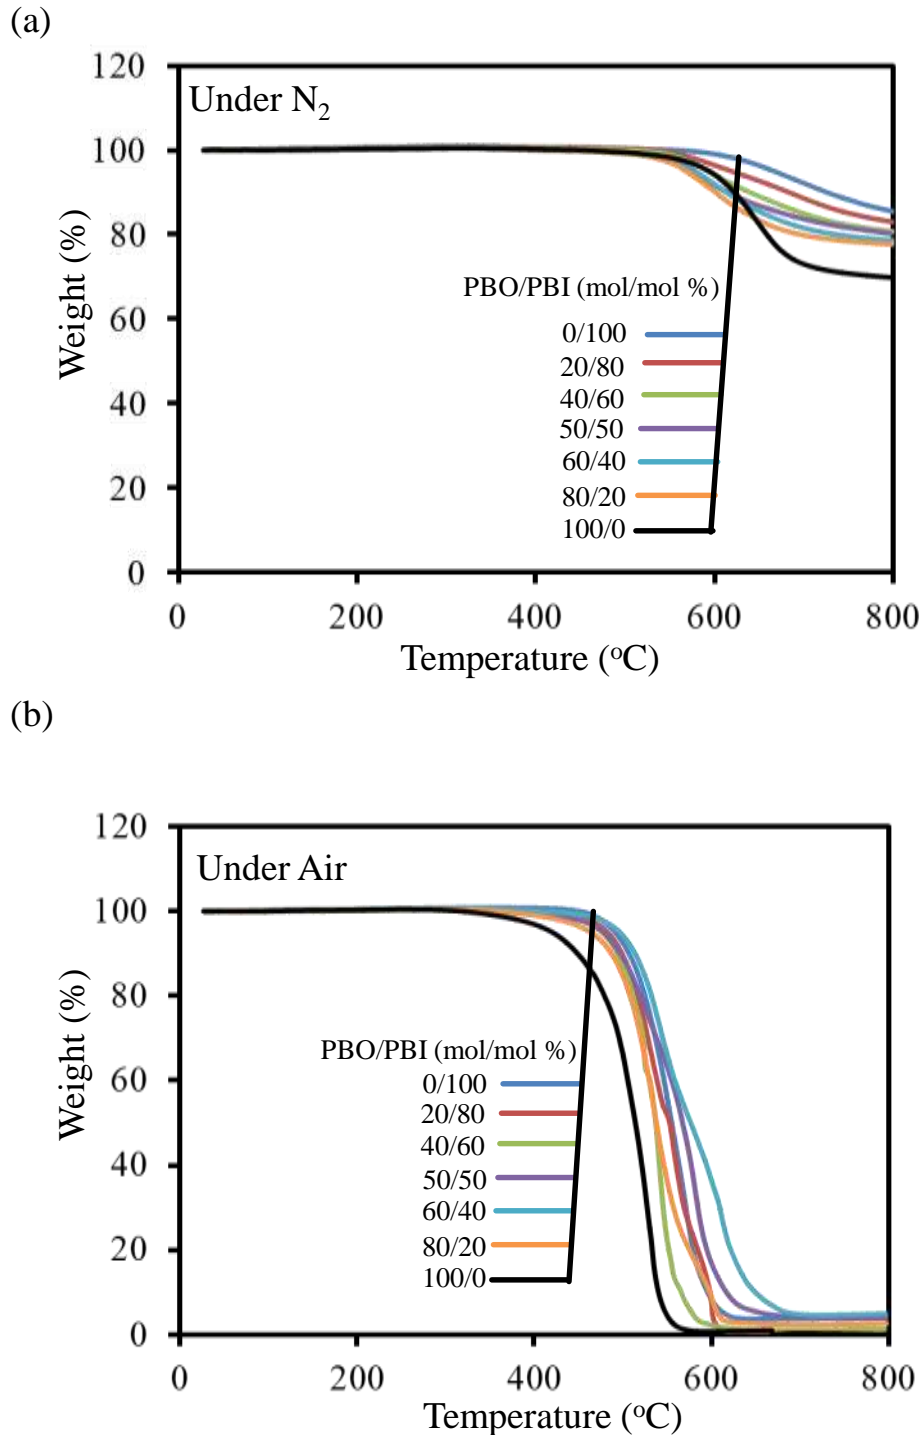 (a)
120
Under N₂
100
80
PBO/PBI (mol/mol %)
Weight (%)
60
0/100
20/80
40
40/60
50/50
60/40
20
80/20
100/0
0
0 200 400 600 800
Temperature (°C)
(b)
120
Under Air
100
80
PBO/PBI (mol/mol %)
Weight (%)
60
0/100
20/80
40
40/60
50/50
60/40
20
80/20
100/0
0
0 200 400 600 800
Temperature (°C)